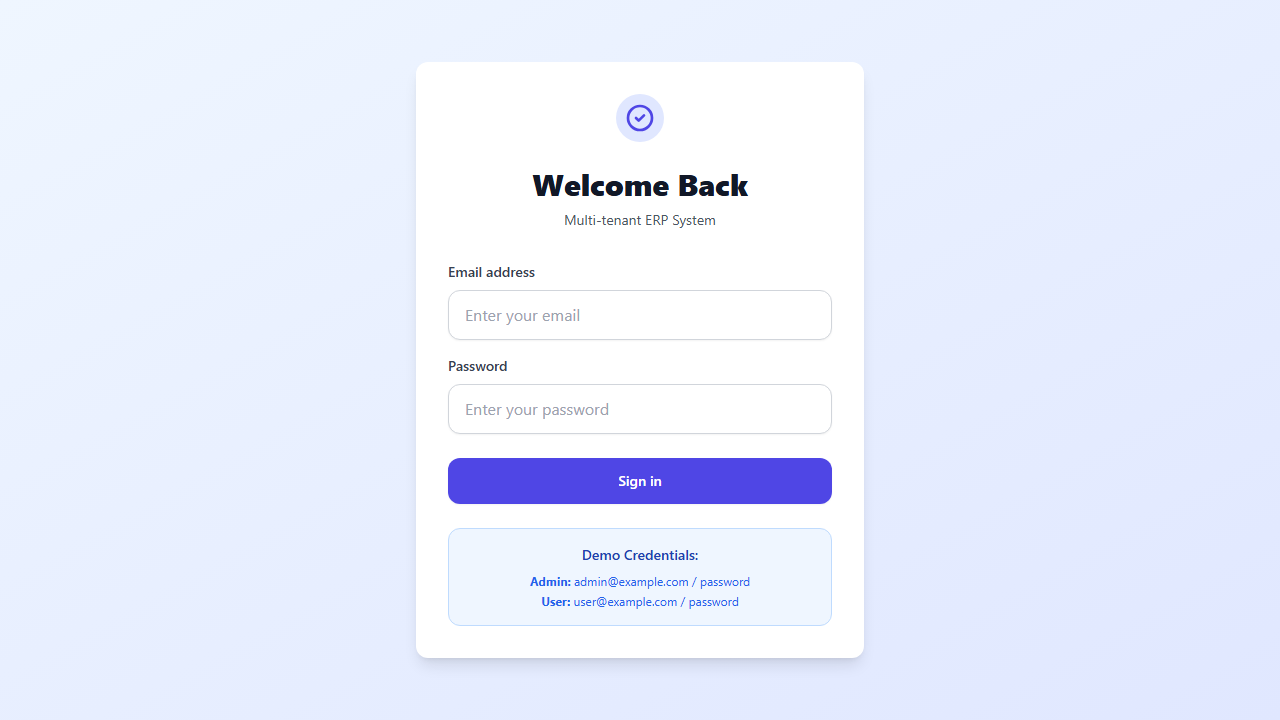 Welcome Back
Multi-tenant ERP System
Email address
Enter your email
Password
Enter your password
Sign in
Demo Credentials:
Admin: admin@example.com / password
User: user@example.com / password